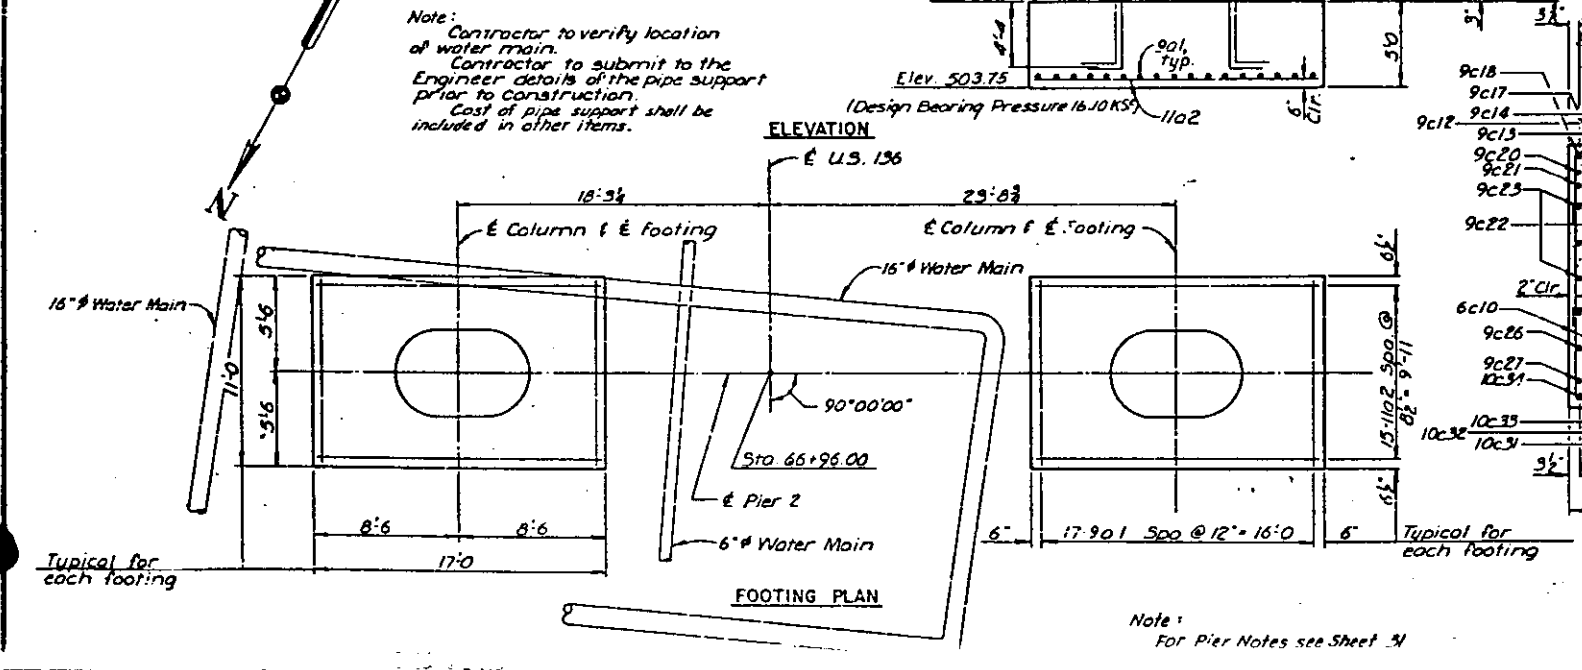 Note:
Contractor to verify location
of water main.
Contractor to submit to the
Engineer details of the pipe support
prior to Construction.
Cost of pipe support shall be
included in other items.
4'-4
9a1,
typ.
5'0
Elev. 503.75
(Design Bearing Pressure 16.10 KSF)
11a2
6"
Clr.
ELEVATION
℄ U.S. 136
N
18'-3¼
23'-8¾
℄ Column & ℄ Footing
℄ Column & ℄ Footing
16"⌀ Water Main
16"⌀ Water Main
5'6
5'6
11'-0
90°00'00"
Sta. 66+96.00
℄ Pier 2
6"⌀ Water Main
8'-6
8'-6
17'0
Typical for
each footing
FOOTING PLAN
6½"
15-11a2 Spa. @
8½" = 9'-11
6½"
6"
17-9a1 Spa @ 12" = 16'-0
6"
Typical for
each footing
Note:
For Pier Notes see Sheet 31
9c18
9c17
9c14
9c12
9c13
9c20
9c21
9c23
9c22
2" Clr.
6c10
9c26
9c27
10c34
10c33
10c32
10c31
3½"